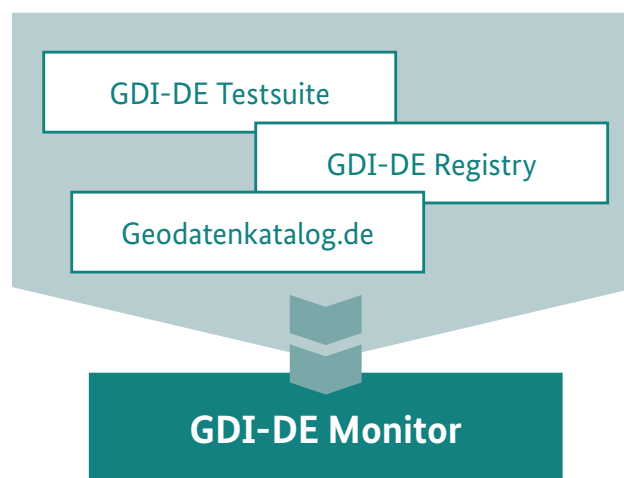 GDI-DE Testsuite
GDI-DE Registry
Geodatenkatalog.de
GDI-DE Monitor